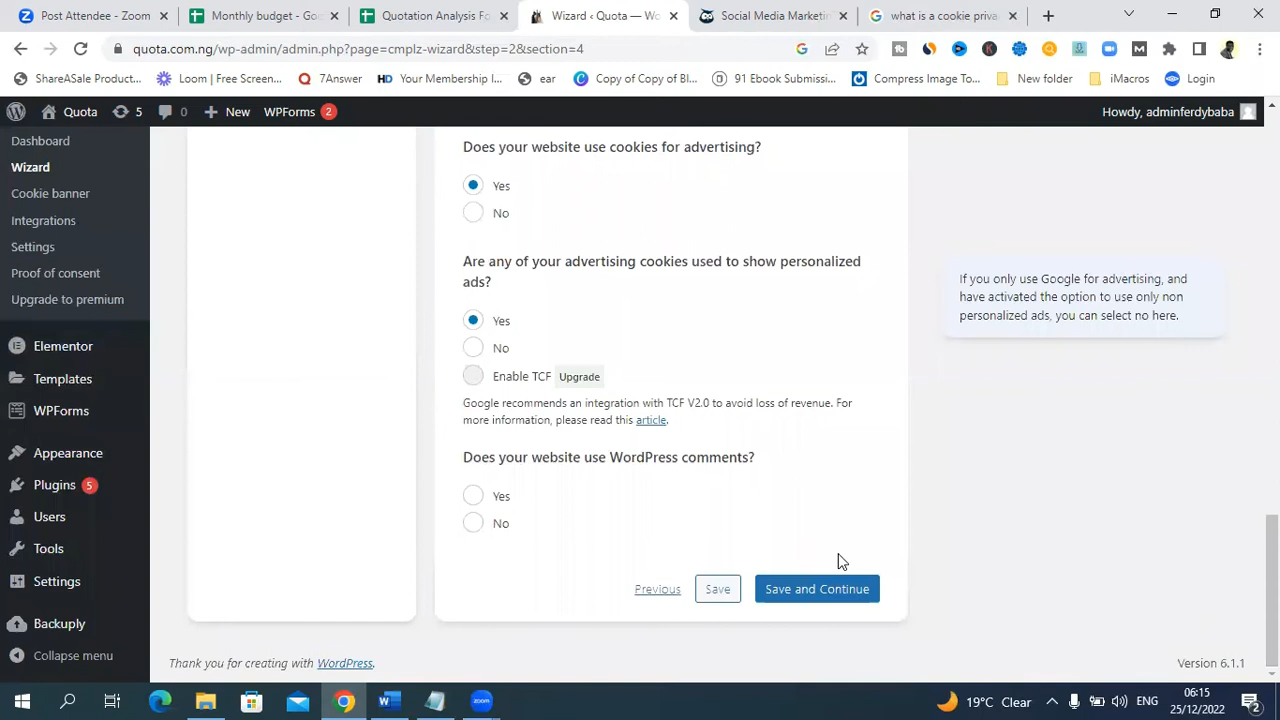 Post Attendee - Zoom
Monthly budget - Go
Quotation Analysis Fo
Wizard ‹ Quota — Wo
Social Media Marketin
what is a cookie priva
quota.com.ng/wp-admin/admin.php?page=cmplz-wizard&step=2&section=4
ShareASale Product...
Loom | Free Screen...
7Answer
Your Membership I...
ear
Copy of Copy of Bl...
91 Ebook Submissi...
Compress Image To...
New folder
iMacros
Login
Quota
5
0
New
WPForms 2
Howdy, adminferdybaba
Dashboard
Wizard
Cookie banner
Integrations
Settings
Proof of consent
Upgrade to premium
Elementor
Templates
WPForms
Appearance
Plugins 5
Users
Tools
Settings
Backuply
Collapse menu
Does your website use cookies for advertising?
Yes
No
Are any of your advertising cookies used to show personalized
ads?
Yes
No
Enable TCF Upgrade
Google recommends an integration with TCF V2.0 to avoid loss of revenue. For
more information, please read this article.
Does your website use WordPress comments?
Yes
No
Previous
Save
Save and Continue
If you only use Google for advertising, and
have activated the option to use only non
personalized ads, you can select no here.
Thank you for creating with WordPress.
Version 6.1.1
19°C Clear
ENG
06:15
25/12/2022
2